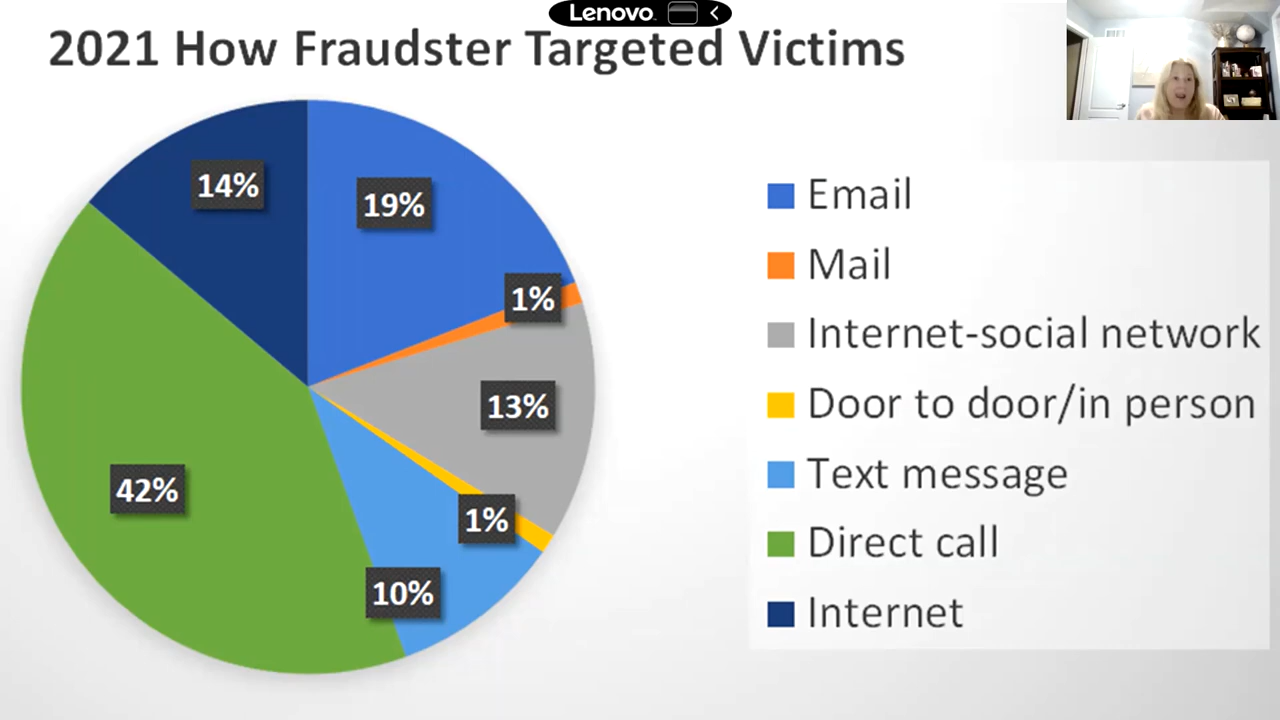 Lenovo
2021 How Fraudster Targeted Victims
14%
19%
1%
13%
42%
1%
10%
Email
Mail
Internet-social network
Door to door/in person
Text message
Direct call
Internet